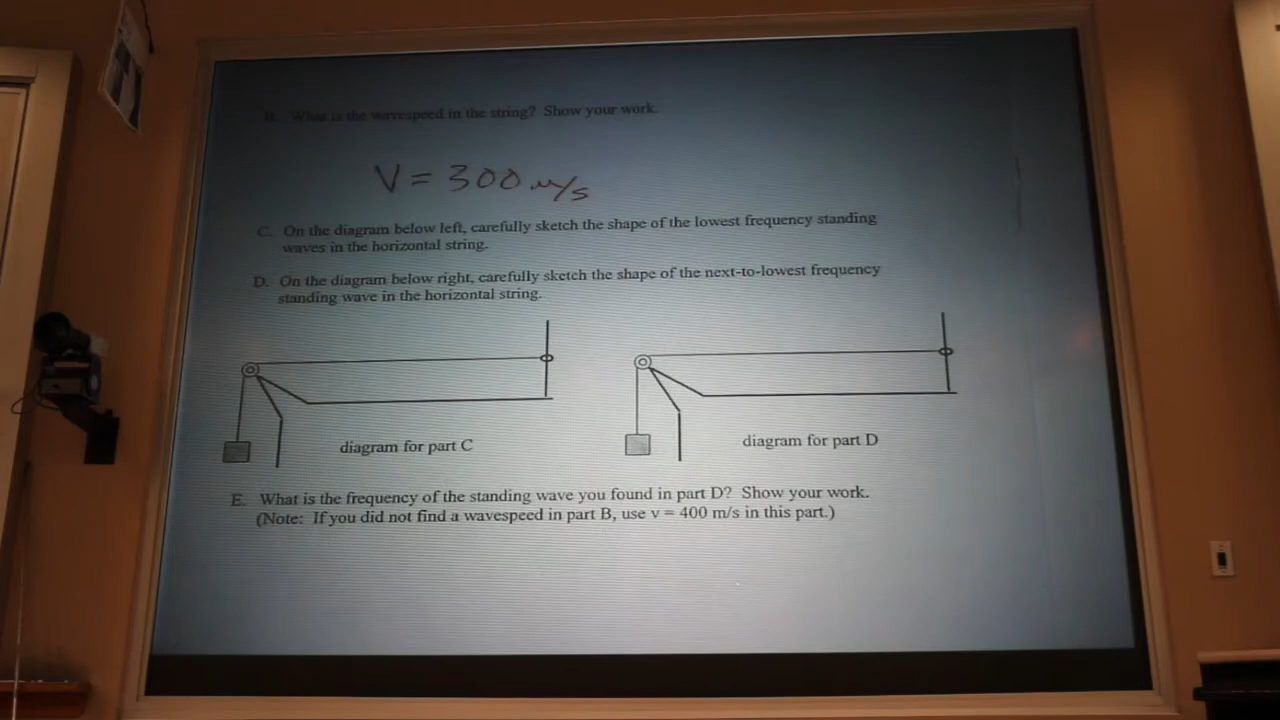 B. What is the wavespeed in the string? Show your work.
V = 300 m/s
C. On the diagram below left, carefully sketch the shape of the lowest frequency standing
waves in the horizontal string.
D. On the diagram below right, carefully sketch the shape of the next-to-lowest frequency
standing wave in the horizontal string.
diagram for part C
diagram for part D
E. What is the frequency of the standing wave you found in part D? Show your work.
(Note: If you did not find a wavespeed in part B, use v = 400 m/s in this part.)